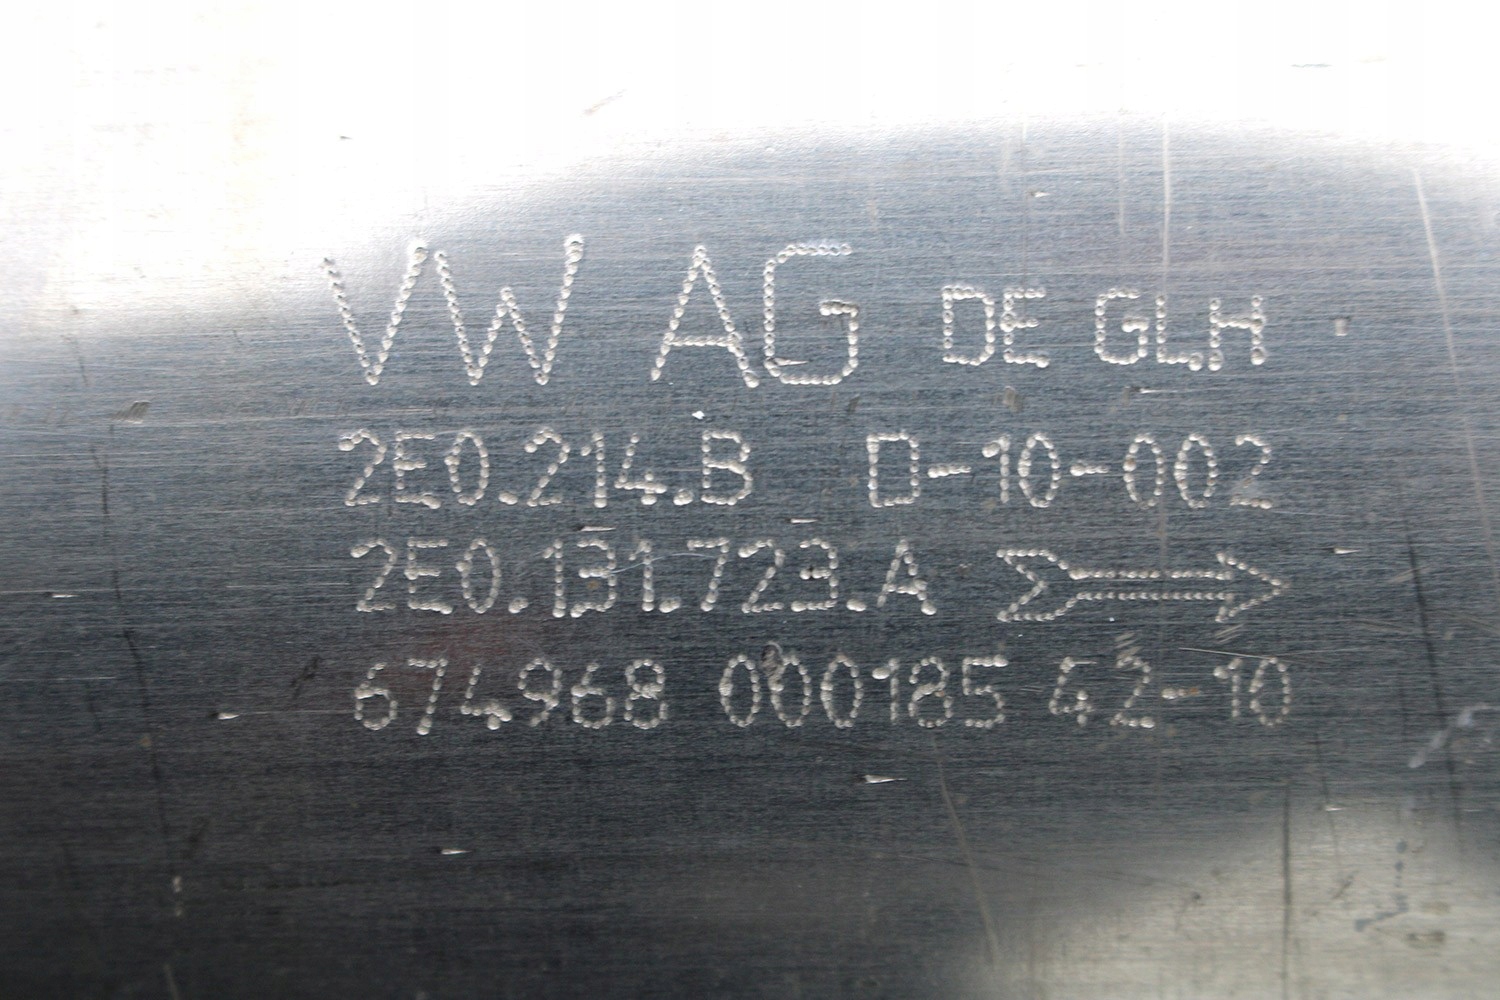 VW AG DE GLH
2E0.214.B D-10-002
2E0.131.723.A
674968 000185 42-10